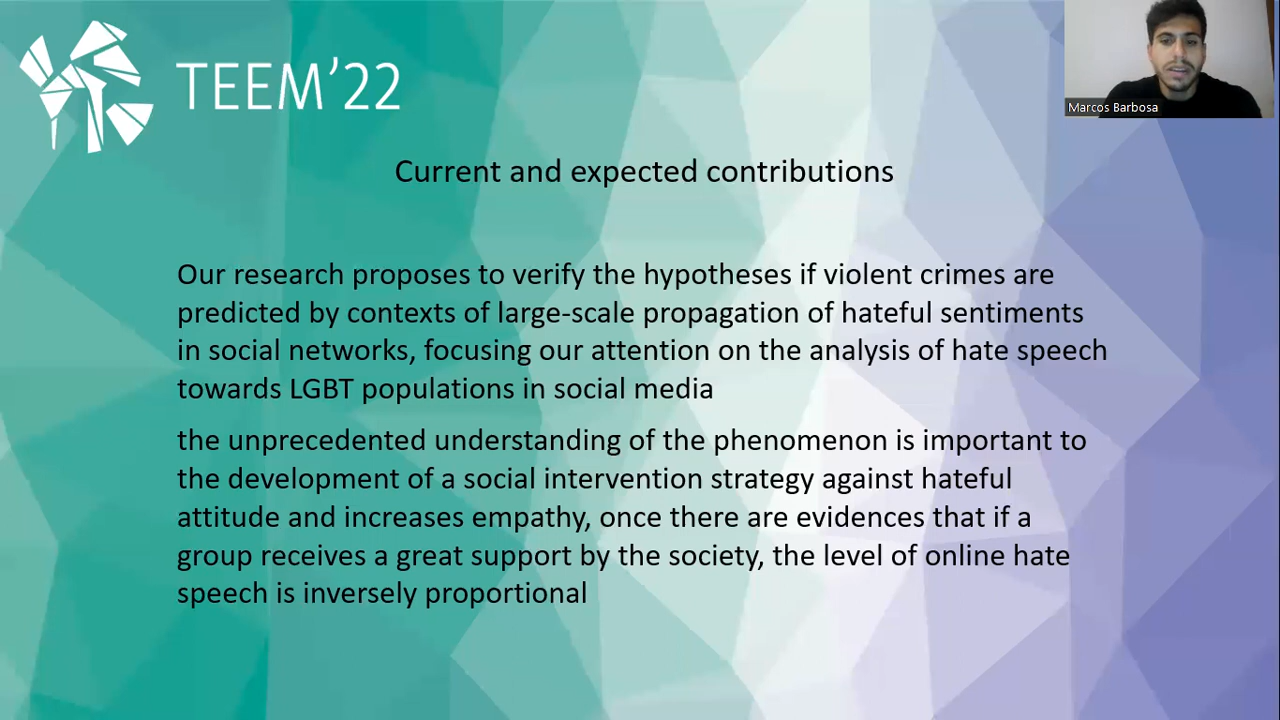 TEEM'22
Marcos Barbosa
Current and expected contributions
Our research proposes to verify the hypotheses if violent crimes are
predicted by contexts of large-scale propagation of hateful sentiments
in social networks, focusing our attention on the analysis of hate speech
towards LGBT populations in social media
the unprecedented understanding of the phenomenon is important to
the development of a social intervention strategy against hateful
attitude and increases empathy, once there are evidences that if a
group receives a great support by the society, the level of online hate
speech is inversely proportional